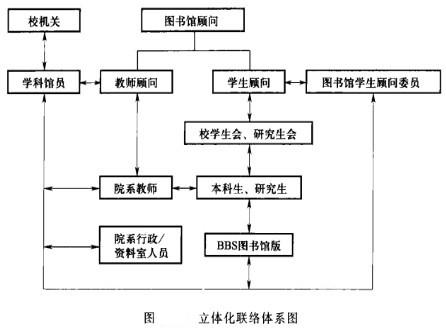 校机关
图书馆顾问
学科馆员
教师顾问
学生顾问
图书馆学生顾问委员
校学生会、研究生会
院系教师
本科生、研究生
院系行政/
资料室人员
BBS图书馆版
图 立体化联络体系图